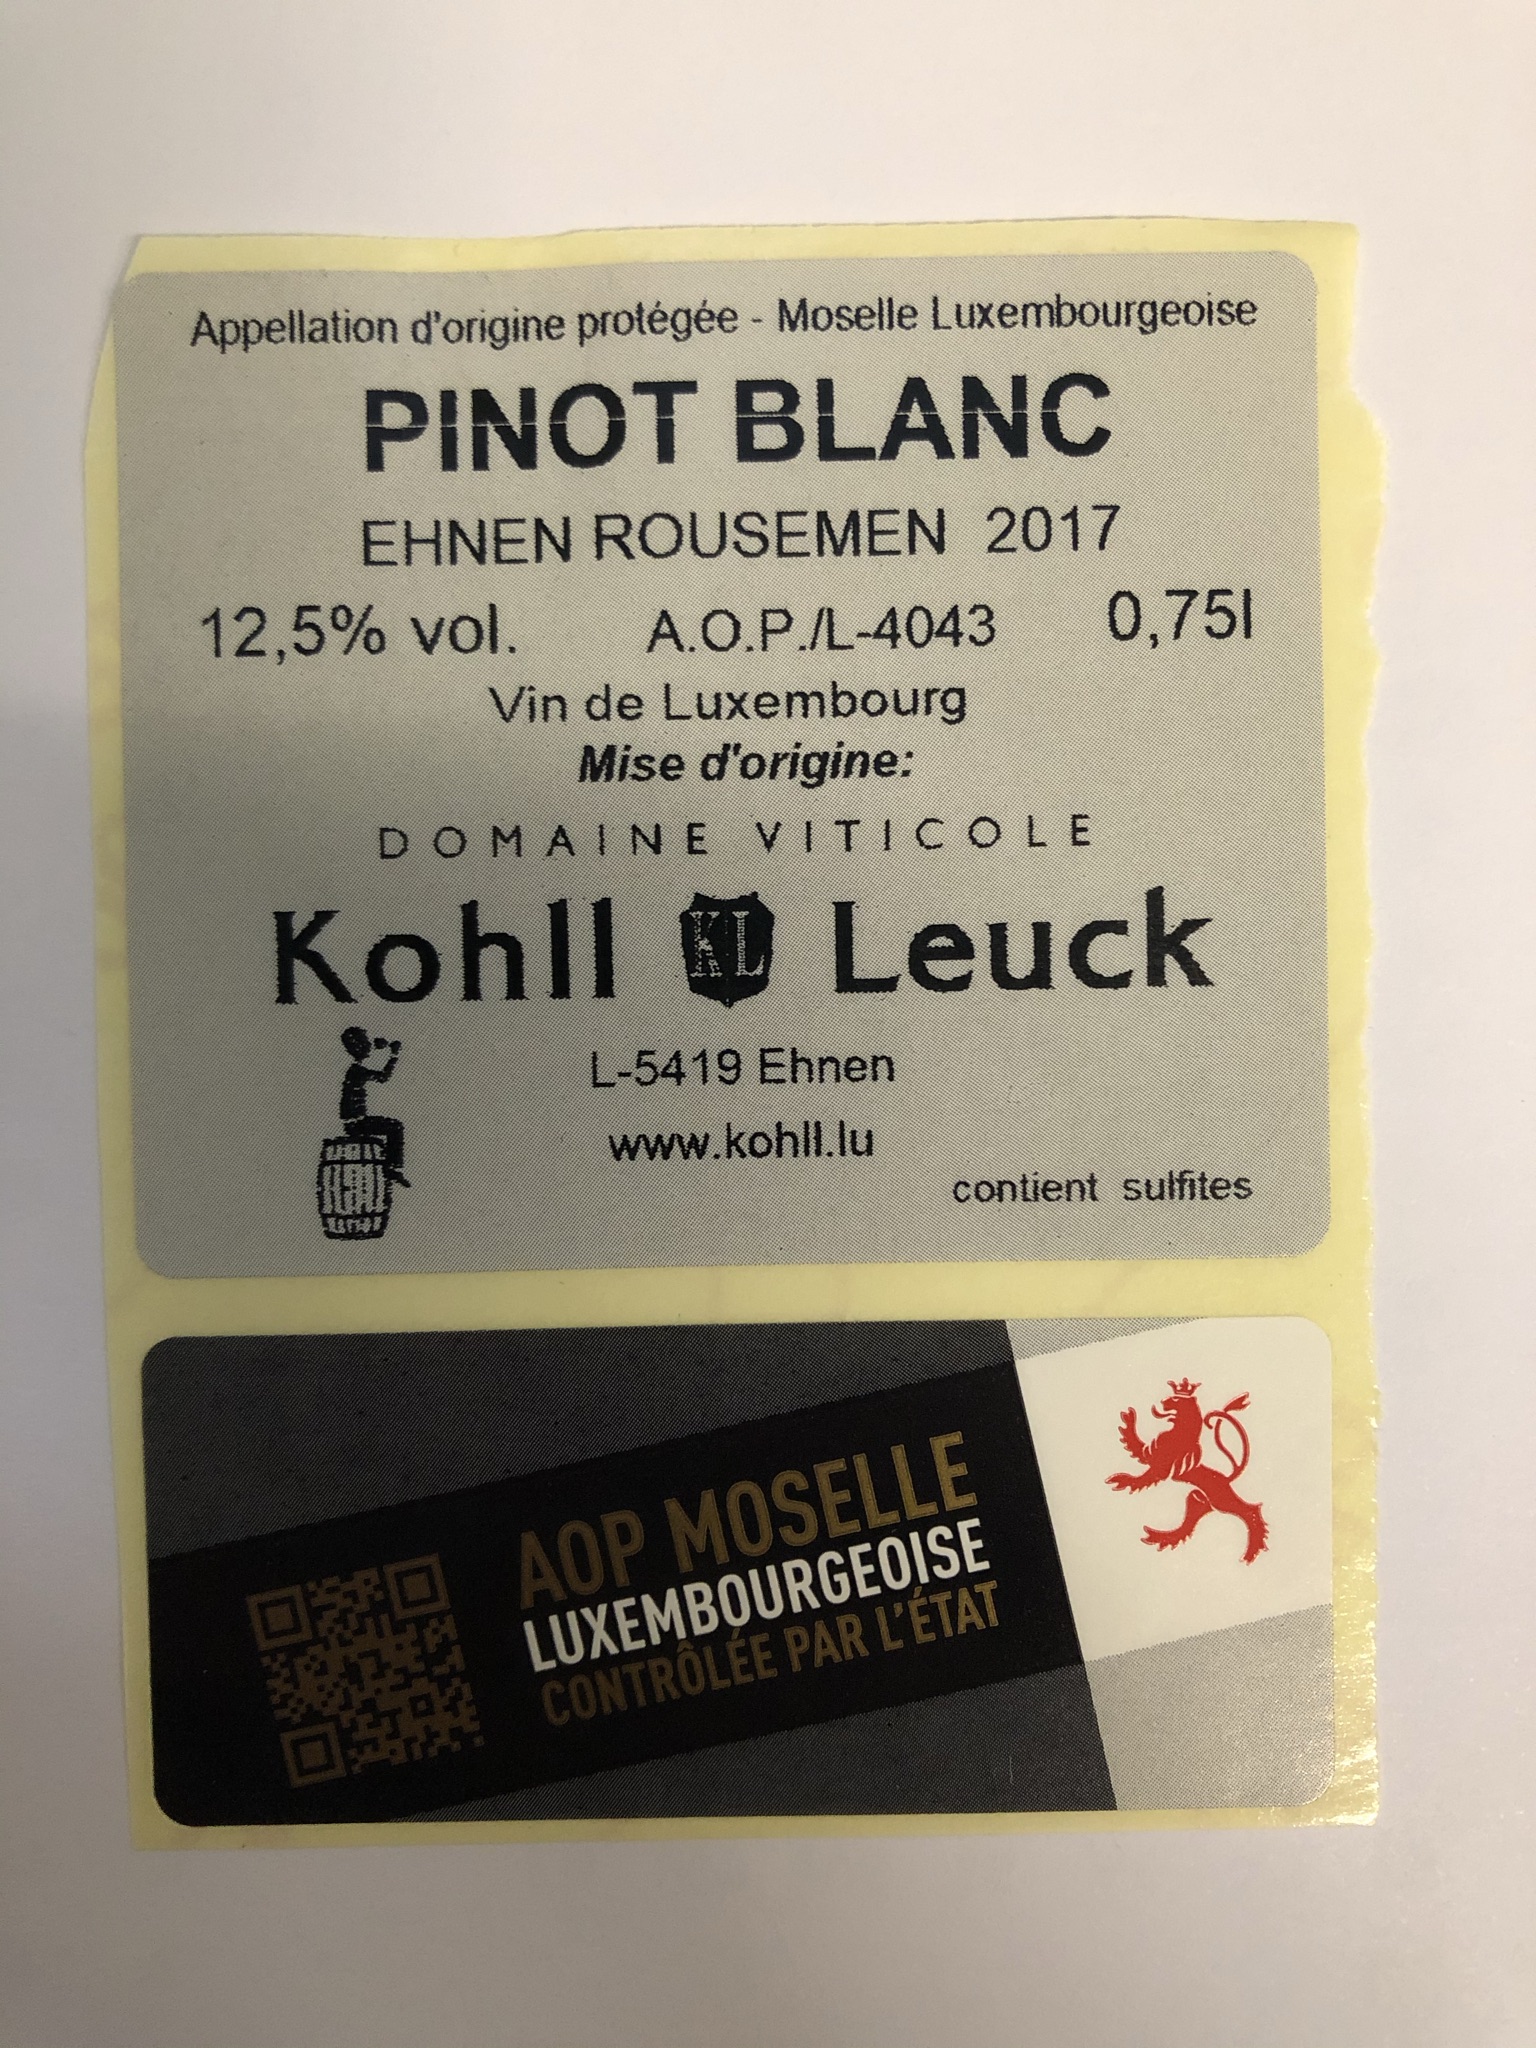 Appellation d'origine protégée - Moselle Luxembourgeoise
PINOT BLANC
EHNEN ROUSEMEN 2017
12,5% vol. A.O.P./L-4043 0,75l
Vin de Luxembourg
Mise d'origine:
DOMAINE VITICOLE
Kohll KL Leuck
L-5419 Ehnen
www.kohll.lu
contient sulfites
AOP MOSELLE
LUXEMBOURGEOISE
CONTRÔLÉE PAR L'ÉTAT